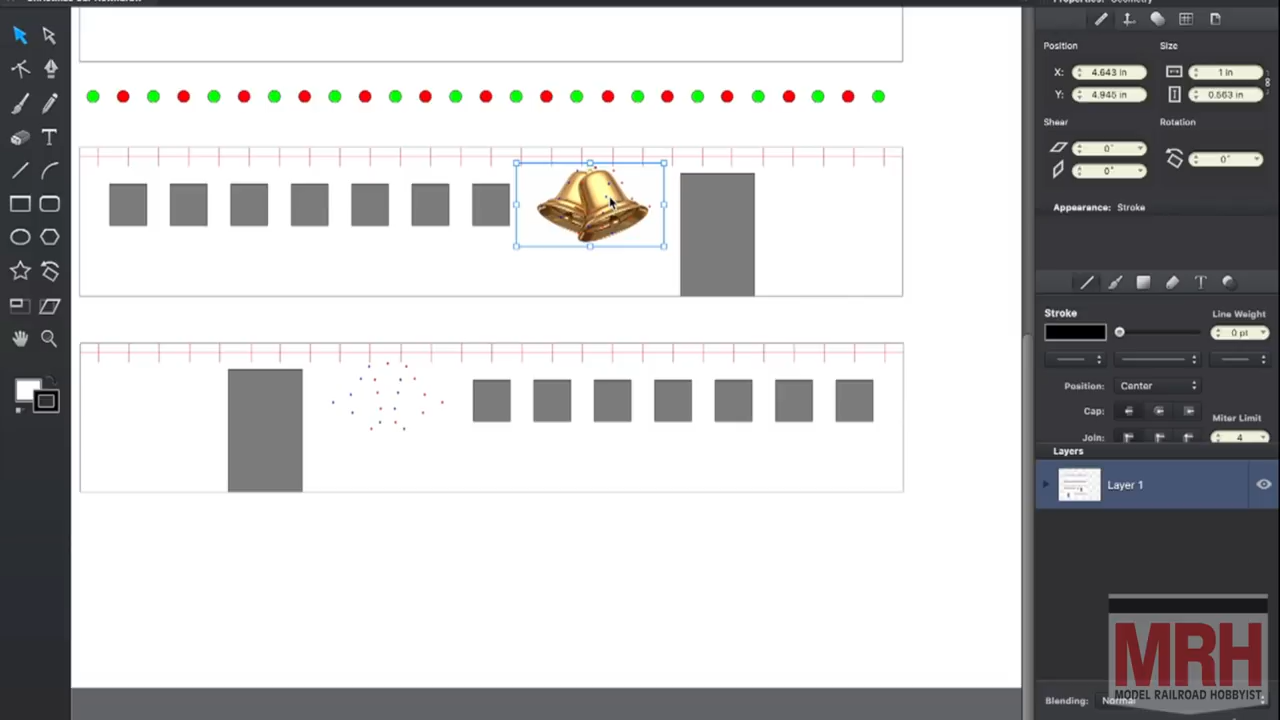 Properties: Geometry
Position
Size
X:
4.643 in
1 in
Y:
4.945 in
0.563 in
Shear
Rotation
0°
0°
0°
Appearance: Stroke
T
T
Stroke
Line Weight
0 pt
Position:
Center
Cap:
Miter Limit
Join:
4
Layers
Layer 1
MRH
MODEL RAILROAD HOBBYIST
Blending:
Normal